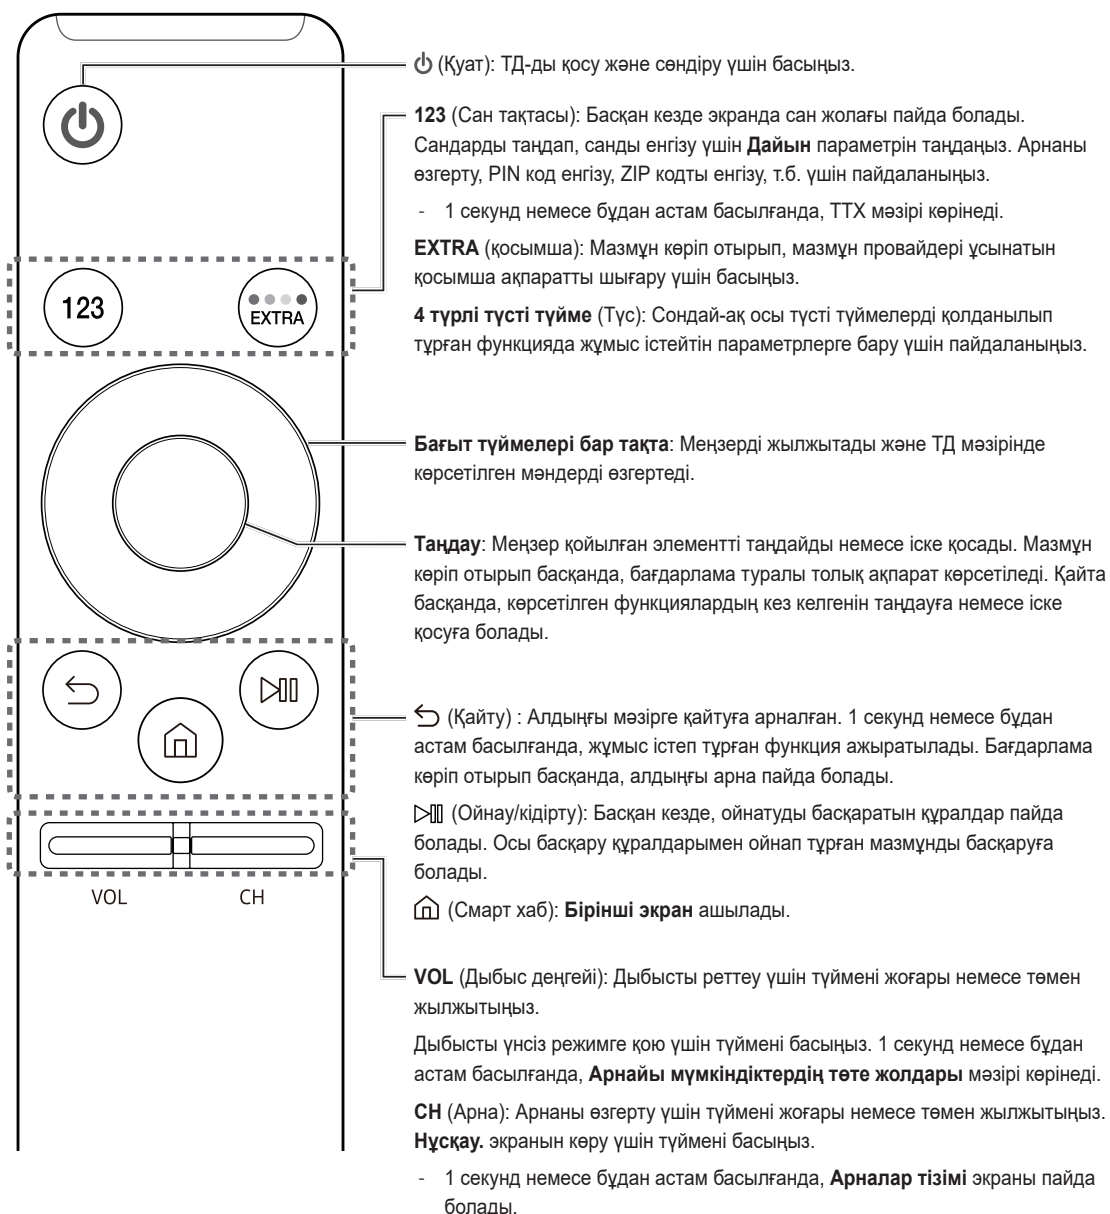 (Қуат): ТД-ды қосу және сөндіру үшін басыңыз.
123 (Сан тақтасы): Басқан кезде экранда сан жолағы пайда болады.
Сандарды таңдап, санды енгізу үшін Дайын параметрін таңдаңыз. Арнаны
өзгерту, PIN код енгізу, ZIP кодты енгізу, т.б. үшін пайдаланыңыз.
- 1 секунд немесе бұдан астам басылғанда, TTX мәзірі көрінеді.
EXTRA (қосымша): Мазмұн көріп отырып, мазмұн провайдері ұсынатын
қосымша ақпаратты шығару үшін басыңыз.
4 түрлі түсті түйме (Түс): Сондай-ақ осы түсті түймелерді қолданылып
тұрған функцияда жұмыс істейтін параметрлерге бару үшін пайдаланыңыз.
123
EXTRA
Бағыт түймелері бар тақта: Меңзерді жылжытады және ТД мәзірінде
көрсетілген мәндерді өзгертеді.
Таңдау: Меңзер қойылған элементті таңдайды немесе іске қосады. Мазмұн
көріп отырып басқанда, бағдарлама туралы толық ақпарат көрсетіледі. Қайта
басқанда, көрсетілген функциялардың кез келгенін таңдауға немесе іске
қосуға болады.
(Қайту) : Алдыңғы мәзірге қайтуға арналған. 1 секунд немесе бұдан
астам басылғанда, жұмыс істеп тұрған функция ажыратылады. Бағдарлама
көріп отырып басқанда, алдыңғы арна пайда болады.
(Ойнау/кідірту): Басқан кезде, ойнатуды басқаратын құралдар пайда
болады. Осы басқару құралдарымен ойнап тұрған мазмұнды басқаруға
болады.
(Смарт хаб): Бірінші экран ашылады.
VOL
CH
VOL (Дыбыс деңгейі): Дыбысты реттеу үшін түймені жоғары немесе төмен
жылжытыңыз.
Дыбысты үнсіз режимге қою үшін түймені басыңыз. 1 секунд немесе бұдан
астам басылғанда, Арнайы мүмкіндіктердің төте жолдары мәзірі көрінеді.
CH (Арна): Арнаны өзгерту үшін түймені жоғары немесе төмен жылжытыңыз.
Нұсқау. экранын көру үшін түймені басыңыз.
- 1 секунд немесе бұдан астам басылғанда, Арналар тізімі экраны пайда
болады.